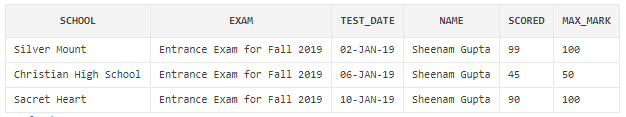 SCHOOL EXAM TEST_DATE NAME SCORED MAX_MARK
Silver Mount Entrance Exam for Fall 2019 02-JAN-19 Sheenam Gupta 99 100
Christian High School Entrance Exam for Fall 2019 06-JAN-19 Sheenam Gupta 45 50
Sacret Heart Entrance Exam for Fall 2019 10-JAN-19 Sheenam Gupta 90 100